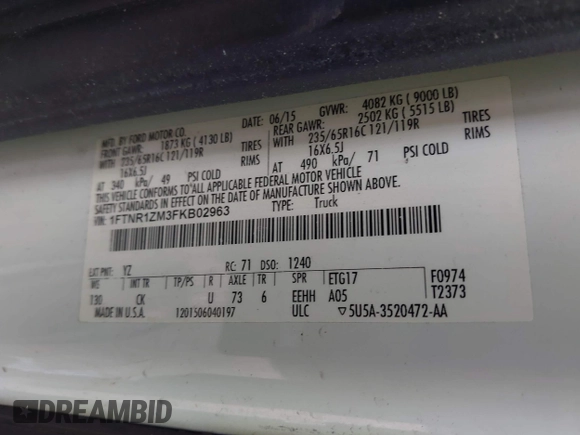 MFD. BY FORD MOTOR CO.
DATE: 06/15 GVWR: 4082 KG ( 9000 LB)
FRONT GAWR: 1873 KG ( 4130 LB)
REAR GAWR: 2502 KG ( 5515 LB)
WITH 235/65R16C 121/119R TIRES
WITH 235/65R16C 121/119R TIRES
16X6.5J RIMS
16X6.5J RIMS
AT 340 kPa/ 49 PSI COLD
AT 490 kPa/ 71 PSI COLD
THIS VEHICLE CONFORMS TO ALL APPLICABLE FEDERAL MOTOR VEHICLE
SAFETY STANDARDS IN EFFECT ON THE DATE OF MANUFACTURE SHOWN ABOVE.
VIN: 1FTNR1ZM3FKB02963 TYPE: Truck
EXT PNT: YZ RC: 71 DSO: 1240
WB INT TR TP/PS R AXLE TR SPR ETG17 F0974
130 CK U 73 6 EEHH A05 T2373
MADE IN U.S.A. 1201506040197 ULC ▽5U5A-3520472-AA
DREAMBID